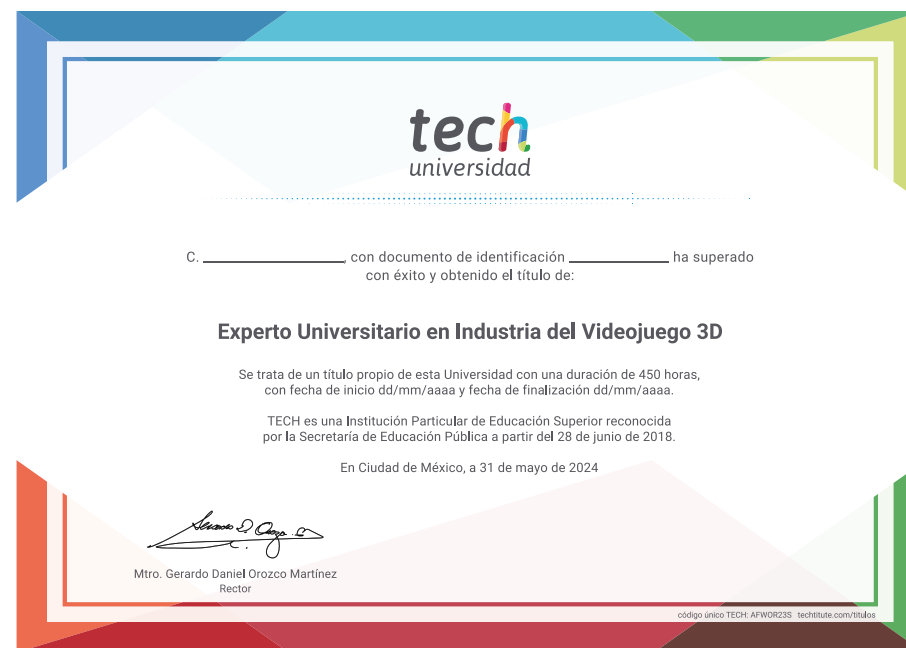 tech
universidad
C. ____________, con documento de identificación ____________ ha superado
con éxito y obtenido el título de:
Experto Universitario en Industria del Videojuego 3D
Se trata de un título propio de esta Universidad con una duración de 450 horas,
con fecha de inicio dd/mm/aaaa y fecha de finalización dd/mm/aaaa.
TECH es una Institución Particular de Educación Superior reconocida
por la Secretaría de Educación Pública a partir del 28 de junio de 2018.
En Ciudad de México, a 31 de mayo de 2024
Mtro. Gerardo Daniel Orozco Martínez
Rector
código único TECH: AFWOR23S techtitute.com/titulos